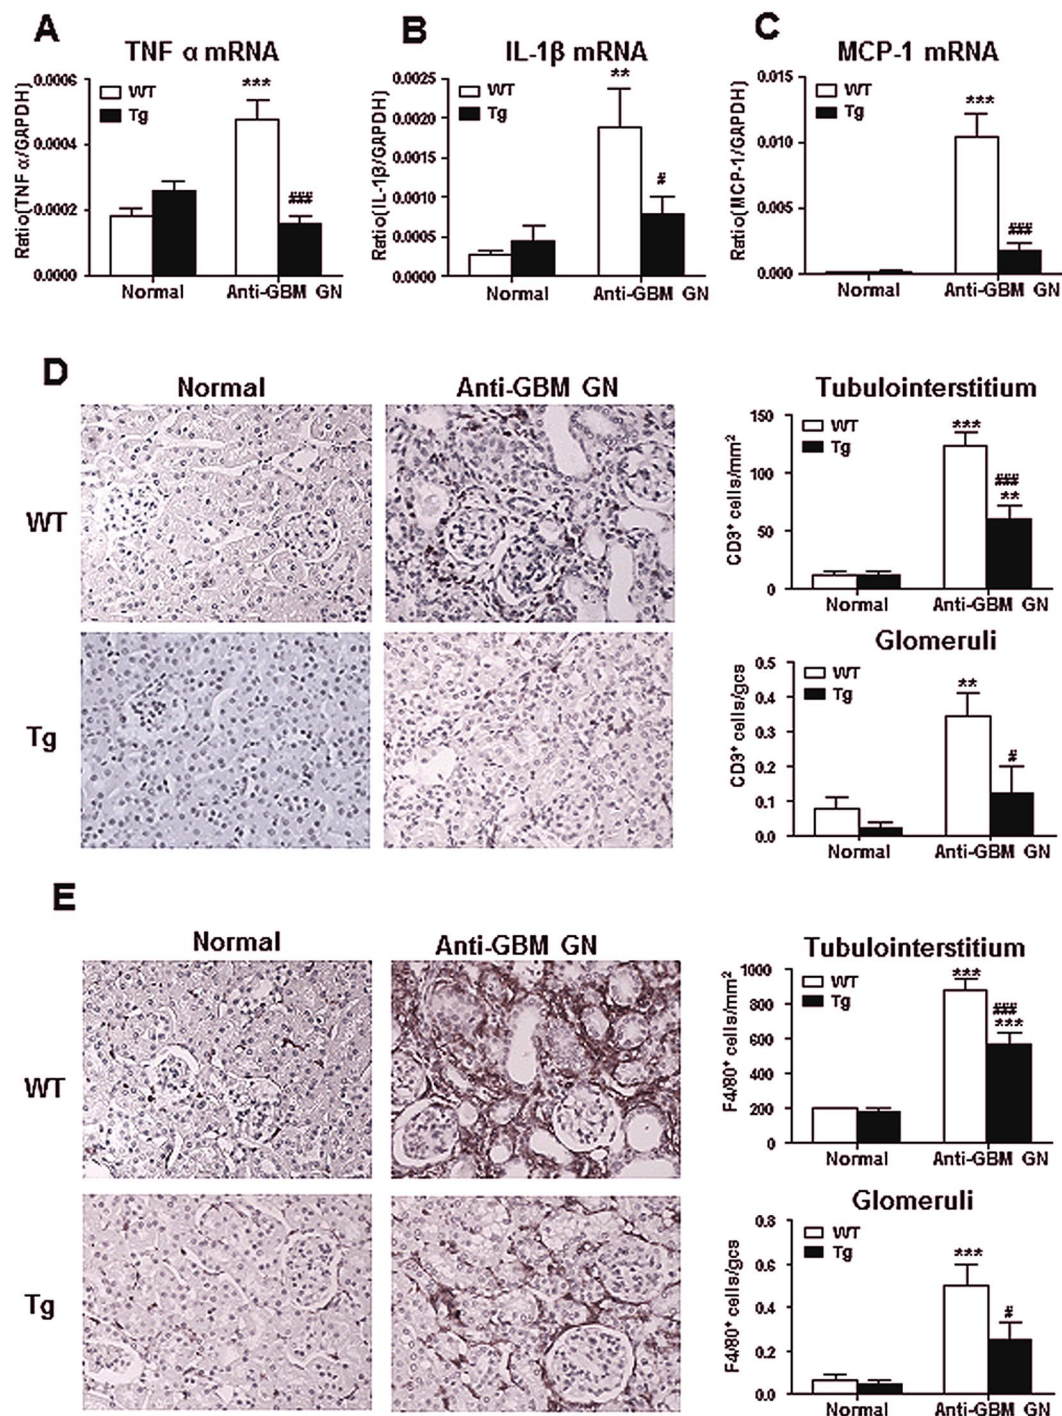 A
TNF α mRNA
Ratio(TNF α/GAPDH)
0.0006
0.0004
0.0002
0.0000
WT
Tg
***
###
Normal
Anti-GBM GN
B
IL-1β mRNA
Ratio(IL-1β/GAPDH)
0.0025
0.0020
0.0015
0.0010
0.0005
0.0000
WT
Tg
**
#
Normal
Anti-GBM GN
C
MCP-1 mRNA
Ratio(MCP-1/GAPDH)
0.015
0.010
0.005
0.000
WT
Tg
***
###
Normal
Anti-GBM GN
D
Normal
Anti-GBM GN
WT
Tg
Tubulointerstitium
CD3⁺ cells/mm²
150
100
50
0
WT
Tg
***
###
**
Normal
Anti-GBM GN
Glomeruli
CD3⁺ cells/gcs
0.5
0.4
0.3
0.2
0.1
0.0
WT
Tg
**
#
Normal
Anti-GBM GN
E
Normal
Anti-GBM GN
WT
Tg
Tubulointerstitium
F4/80⁺ cells/mm²
1000
800
600
400
200
0
WT
Tg
***
###
***
Normal
Anti-GBM GN
Glomeruli
F4/80⁺ cells/gcs
0.8
0.6
0.4
0.2
0.0
WT
Tg
***
#
Normal
Anti-GBM GN